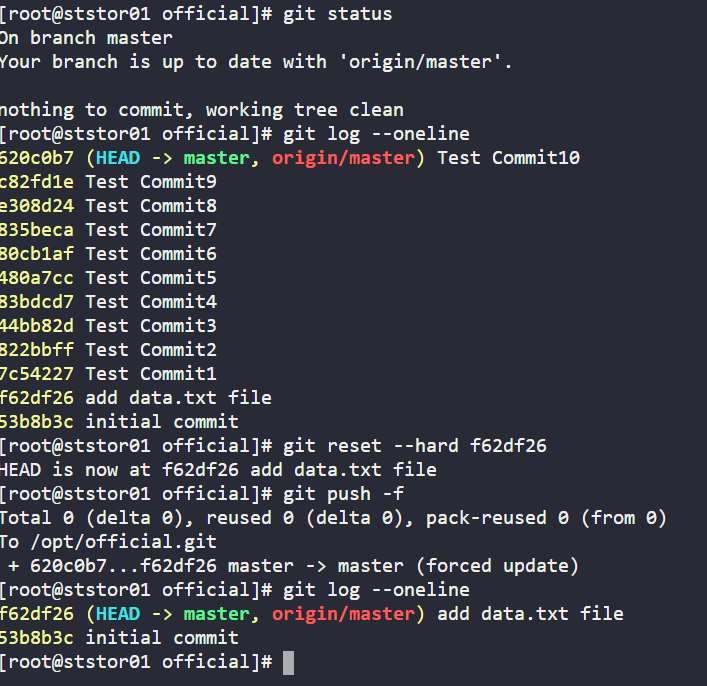 [root@ststor01 official]# git status
On branch master
Your branch is up to date with 'origin/master'.
nothing to commit, working tree clean
[root@ststor01 official]# git log --oneline
620c0b7 (HEAD -> master, origin/master) Test Commit10
c82fd1e Test Commit9
e308d24 Test Commit8
835beca Test Commit7
80cb1af Test Commit6
480a7cc Test Commit5
83bdcd7 Test Commit4
44bb82d Test Commit3
822bbff Test Commit2
7c54227 Test Commit1
f62df26 add data.txt file
53b8b3c initial commit
[root@ststor01 official]# git reset --hard f62df26
HEAD is now at f62df26 add data.txt file
[root@ststor01 official]# git push -f
Total 0 (delta 0), reused 0 (delta 0), pack-reused 0 (from 0)
To /opt/official.git
 + 620c0b7...f62df26 master -> master (forced update)
[root@ststor01 official]# git log --oneline
f62df26 (HEAD -> master, origin/master) add data.txt file
53b8b3c initial commit
[root@ststor01 official]#